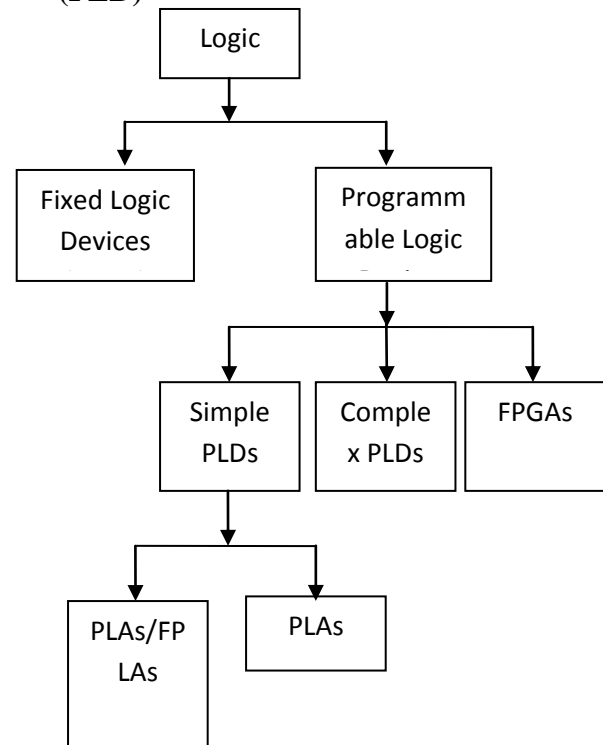 (PLD)
Logic
Fixed Logic
Devices
Programm
able Logic
Simple
PLDs
Comple
x PLDs
FPGAs
PLAs/FP
LAs
PLAs